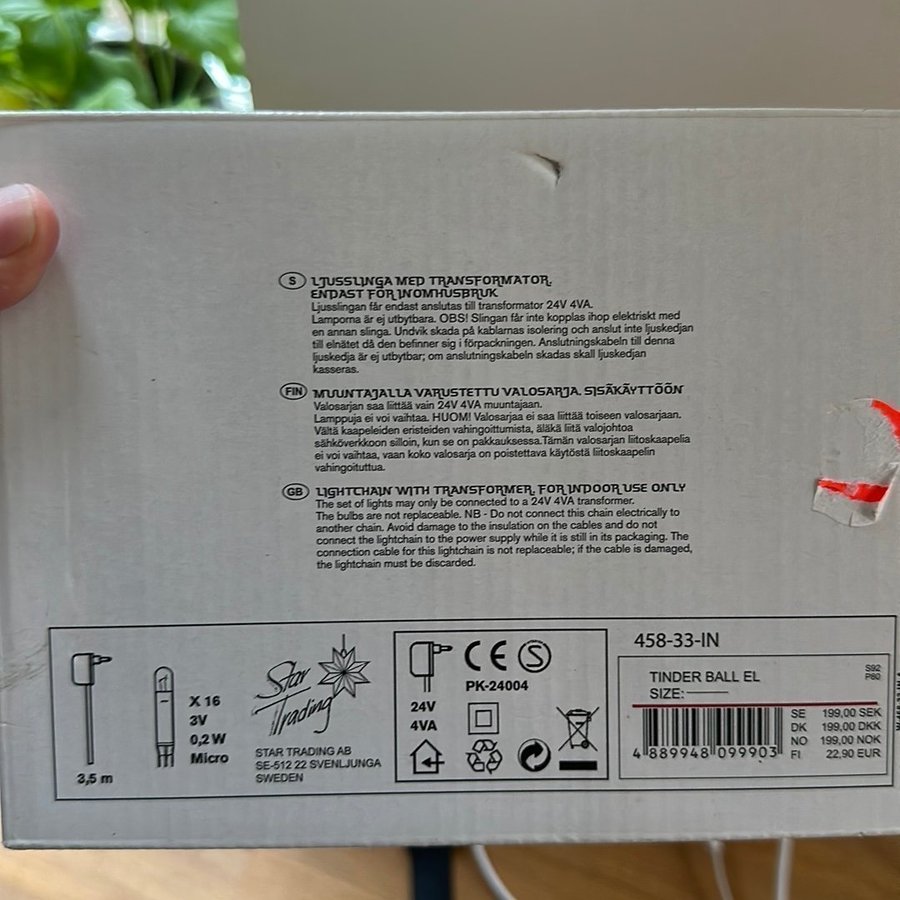 S LJUSSLINGA MED TRANSFORMATOR,
ENDAST FÖR INOMHUSBRUK
Ljusslingan får endast anslutas till transformator 24V 4VA.
Lamporna är ej utbytbara. OBS! Slingan får inte kopplas ihop elektriskt med
en annan slinga. Undvik skada på kablarnas isolering och anslut inte ljuskedjan
till elnätet då den befinner sig i förpackningen. Anslutningskabeln till denna
ljuskedja är ej utbytbar; om anslutningskabeln skadas skall ljuskedjan
kasseras.
FIN MUUNTAJALLA VARUSTETTU VALOSARJA. SISÄKÄYTTÖÖN
Valosarjan saa liittää vain 24V 4VA muuntajaan.
Lamppuja ei voi vaihtaa. HUOM! Valosarjaa ei saa liittää toiseen valosarjaan.
Vältä kaapeleiden eristeiden vahingoittumista, äläkä liitä valojohtoa
sähköverkkoon silloin, kun se on pakkauksessa.Tämän valosarjan liitoskaapelia
ei voi vaihtaa, vaan koko valosarja on poistettava käytöstä liitoskaapelin
vahingoituttua.
GB LIGHTCHAIN WITH TRANSFORMER, FOR INDOOR USE ONLY
The set of lights may only be connected to a 24V 4VA transformer.
The bulbs are not replaceable. NB - Do not connect this chain electrically to
another chain. Avoid damage to the insulation on the cables and do not
connect the lightchain to the power supply while it is still in its packaging. The
connection cable for this lightchain is not replaceable; if the cable is damaged,
the lightchain must be discarded.
3,5 m
X 16
3V
0,2 W
Micro
Star
Trading
STAR TRADING AB
SE-512 22 SVENLJUNGA
SWEDEN
CE S
PK-24004
24V
4VA
458-33-IN
TINDER BALL EL
SIZE:
S92
P80
4 889948 099903
SE 199,00 SEK
DK 199,00 DKK
NO 199,00 NOK
FI 22,90 EUR